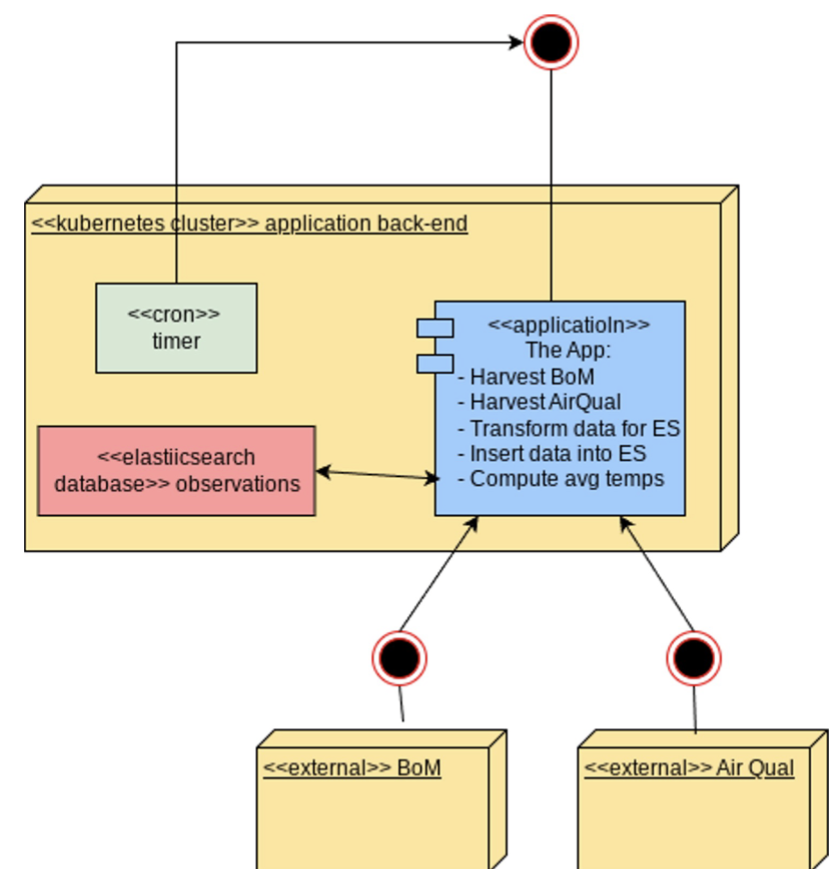 <<kubernetes cluster>> application back-end
<<cron>>
timer
<<applicatioln>>
The App:
- Harvest BoM
- Harvest AirQual
- Transform data for ES
- Insert data into ES
- Compute avg temps
<<elastiicsearch
database>> observations
<<external>> BoM
<<external>> Air Qual